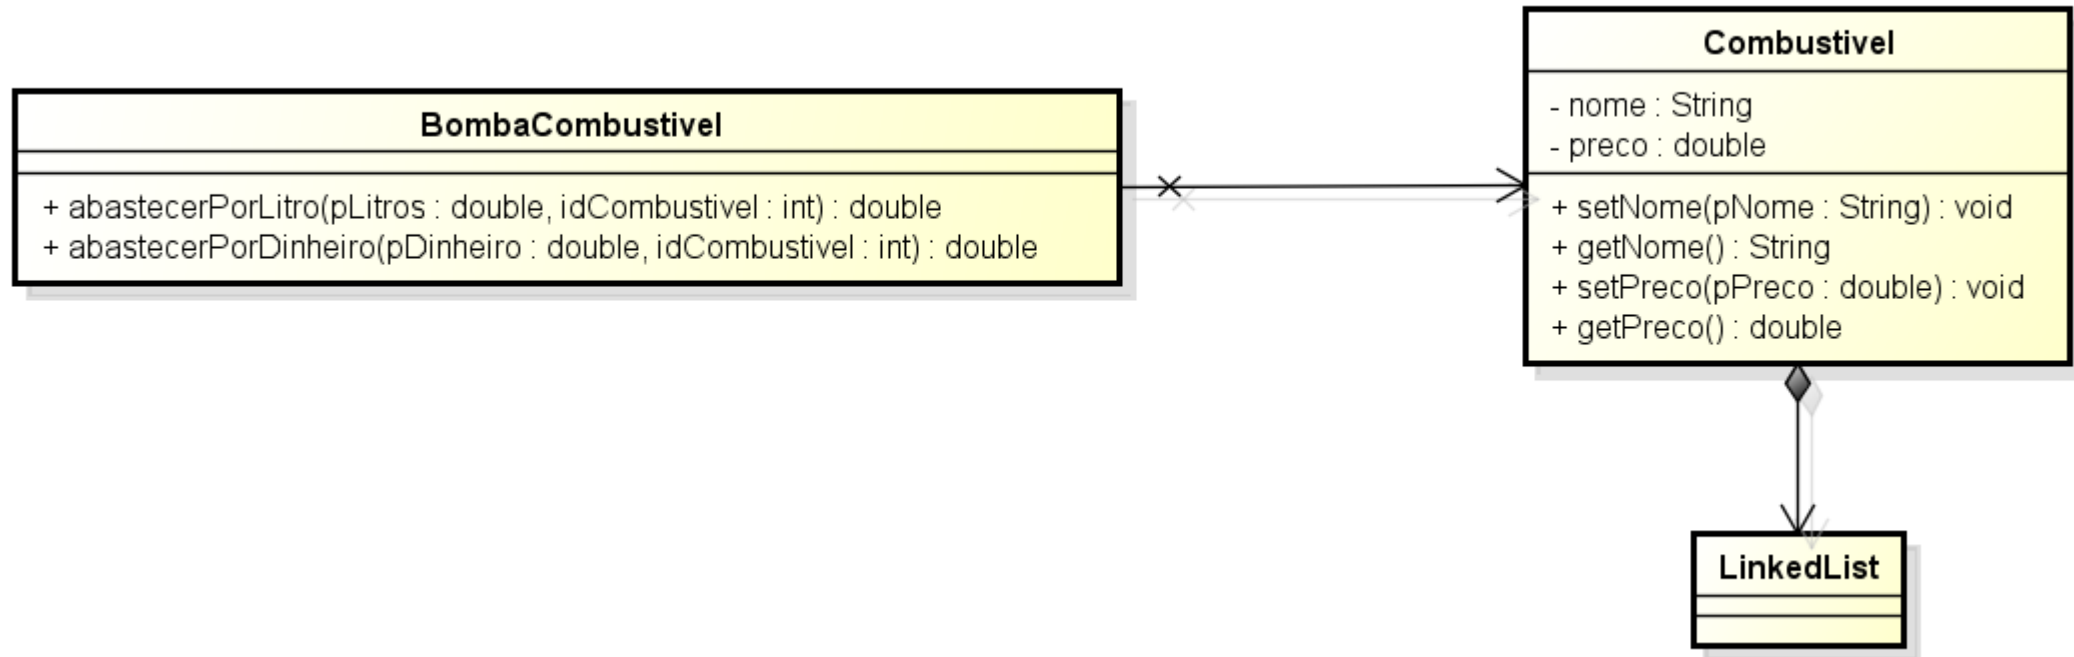 BombaCombustivel
+ abastecerPorLitro(pLitros : double, idCombustivel : int) : double
+ abastecerPorDinheiro(pDinheiro : double, idCombustivel : int) : double
Combustivel
- nome : String
- preco : double
+ setNome(pNome : String) : void
+ getNome() : String
+ setPreco(pPreco : double) : void
+ getPreco() : double
LinkedList